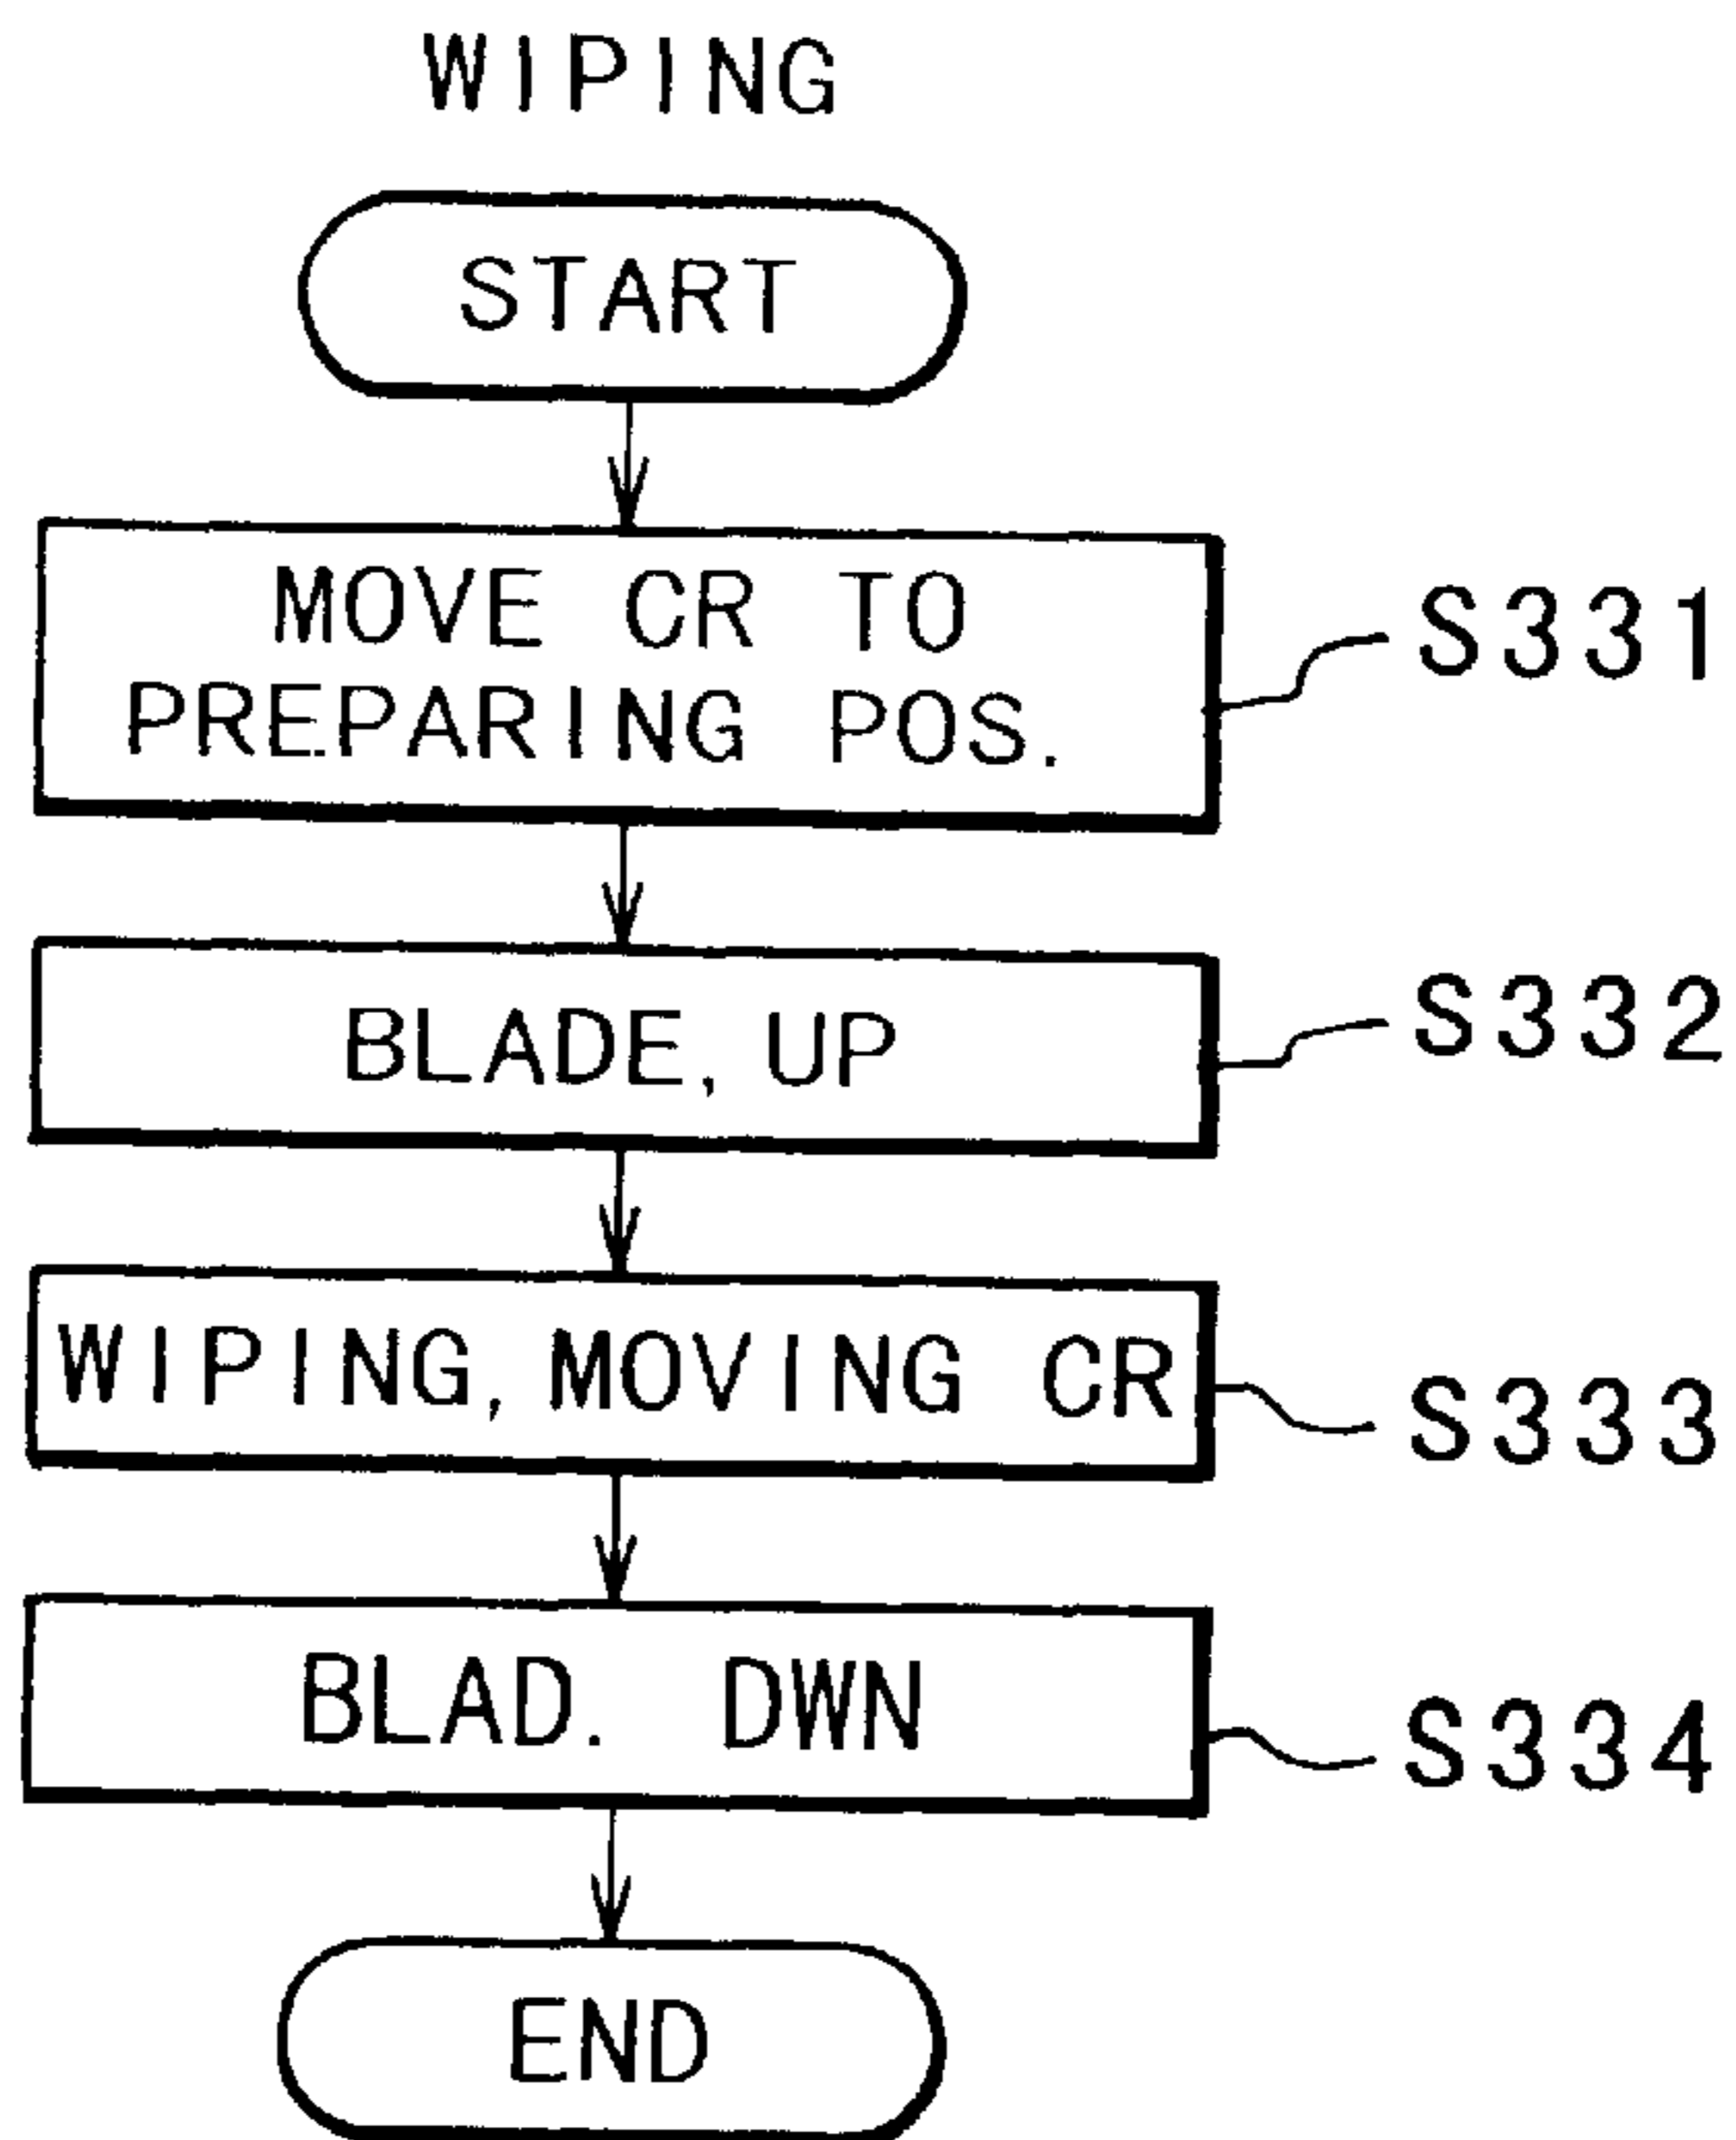 WIPING
START
MOVE CR TO
PREPARING POS.
S331
BLADE, UP
S332
WIPING, MOVING CR
S333
BLAD. DWN
S334
END